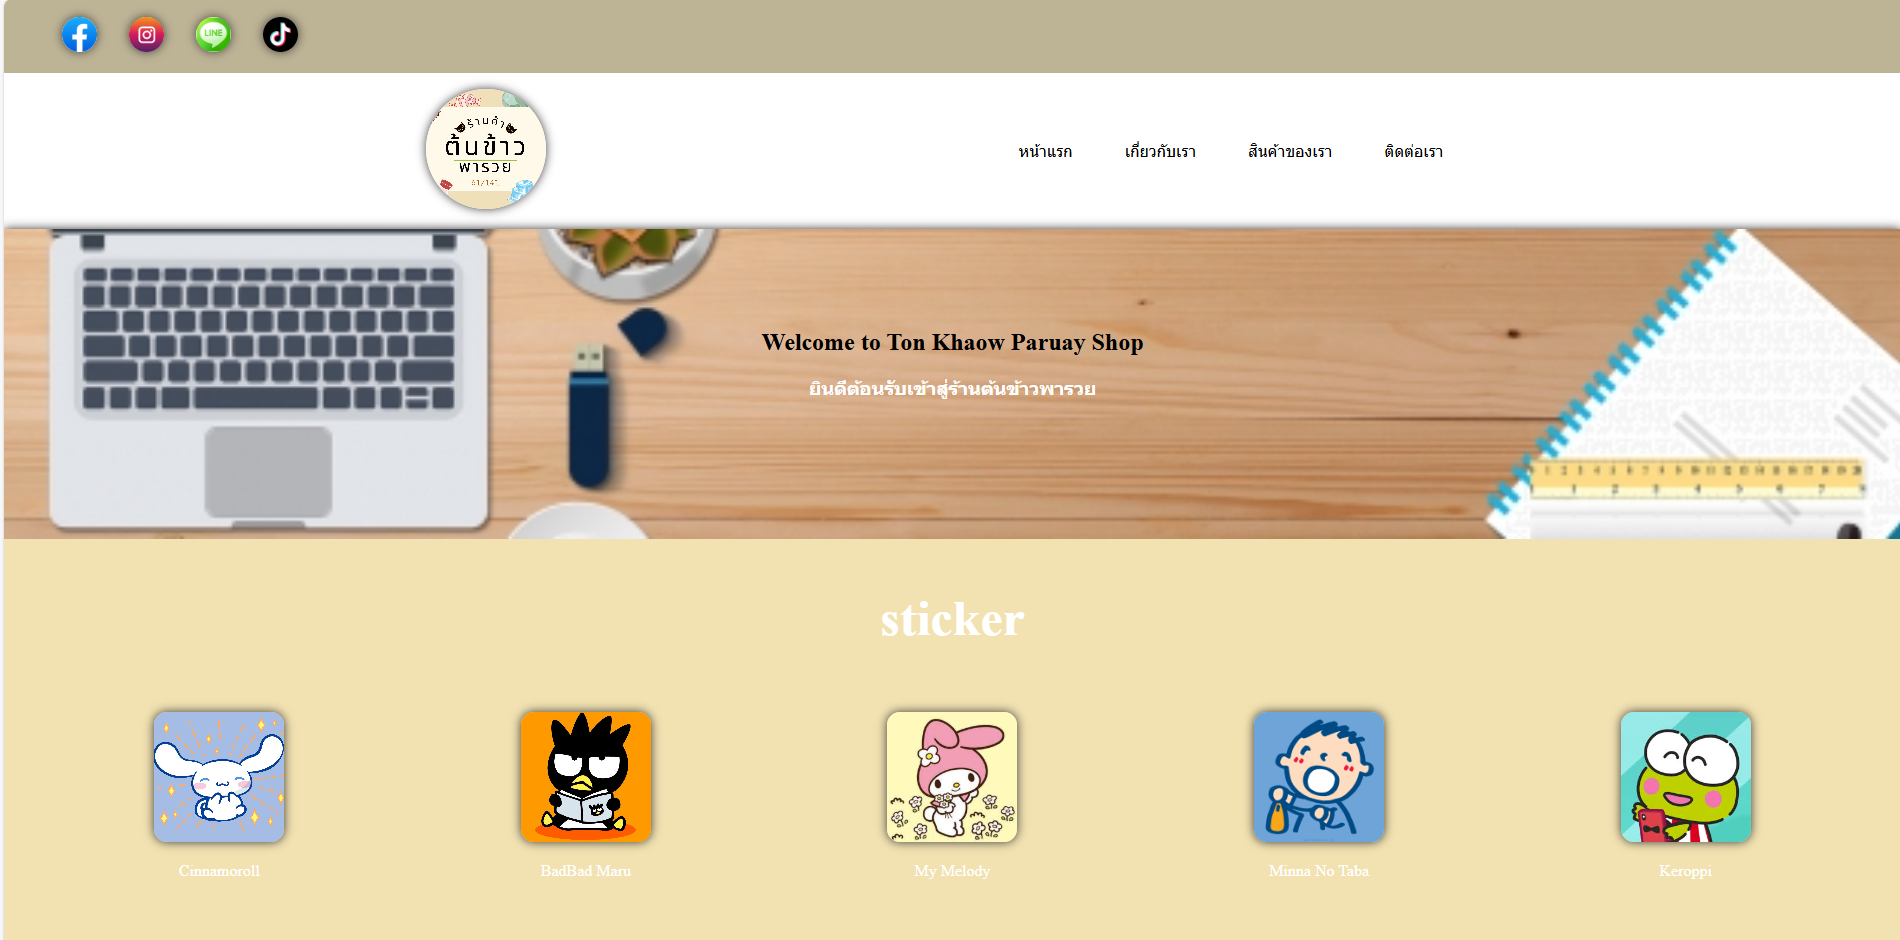 LINE
ร้านค้า
ต้นข้าว
พารวย
หน้าแรก เกี่ยวกับเรา สินค้าของเรา ติดต่อเรา
Welcome to Ton Khaow Paruay Shop
ยินดีต้อนรับเข้าสู่ร้านต้นข้าวพารวย
sticker
Cinnamoroll BadBad Maru My Melody Minna No Taba Keroppi